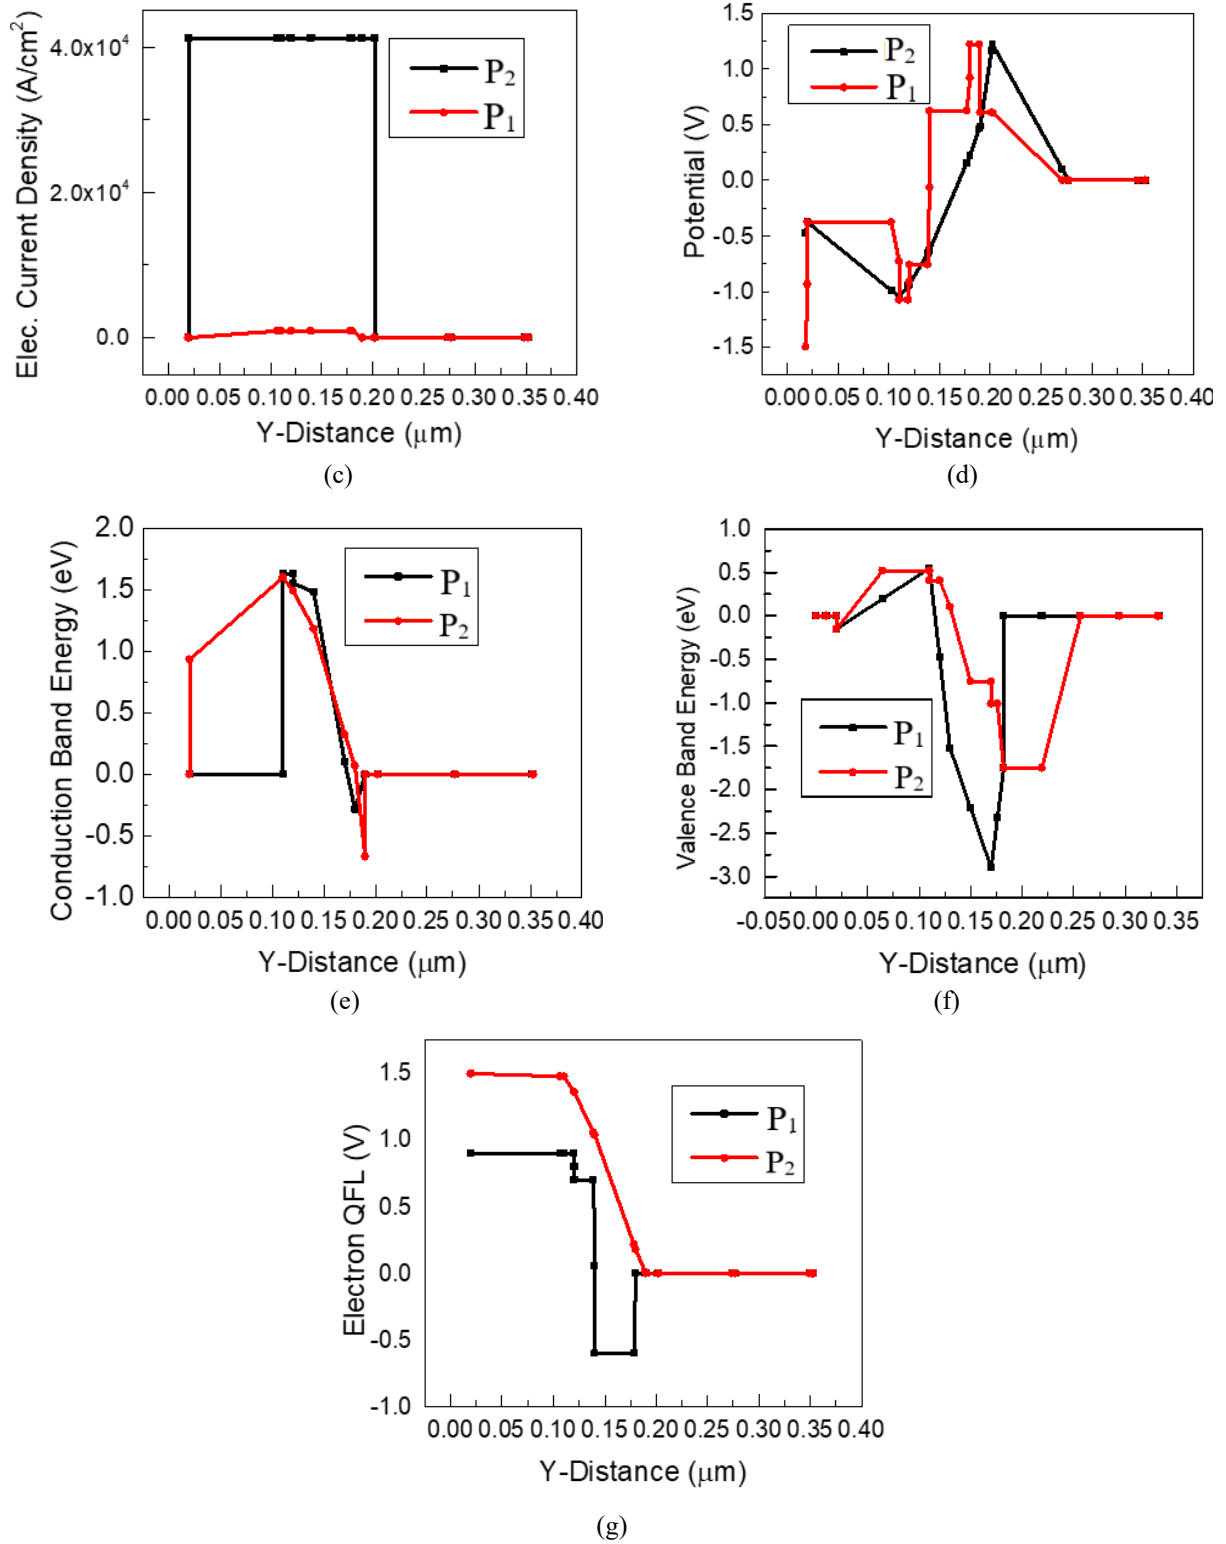 Elec. Current Density (A/cm²)
4.0x10⁴
2.0x10⁴
0.0
P₂
P₁
0.00 0.05 0.10 0.15 0.20 0.25 0.30 0.35 0.40
Y-Distance (μm)
(c)
Potential (V)
1.5
1.0
0.5
0.0
-0.5
-1.0
-1.5
P₂
P₁
0.00 0.05 0.10 0.15 0.20 0.25 0.30 0.35 0.40
Y-Distance (μm)
(d)
Conduction Band Energy (eV)
2.0
1.5
1.0
0.5
0.0
-0.5
-1.0
P₁
P₂
0.00 0.05 0.10 0.15 0.20 0.25 0.30 0.35 0.40
Y-Distance (μm)
(e)
Valence Band Energy (eV)
1.0
0.5
0.0
-0.5
-1.0
-1.5
-2.0
-2.5
-3.0
P₁
P₂
-0.05 0.00 0.05 0.10 0.15 0.20 0.25 0.30 0.35
Y-Distance (μm)
(f)
Electron QFL (V)
1.5
1.0
0.5
0.0
-0.5
-1.0
P₁
P₂
0.00 0.05 0.10 0.15 0.20 0.25 0.30 0.35 0.40
Y-Distance (μm)
(g)